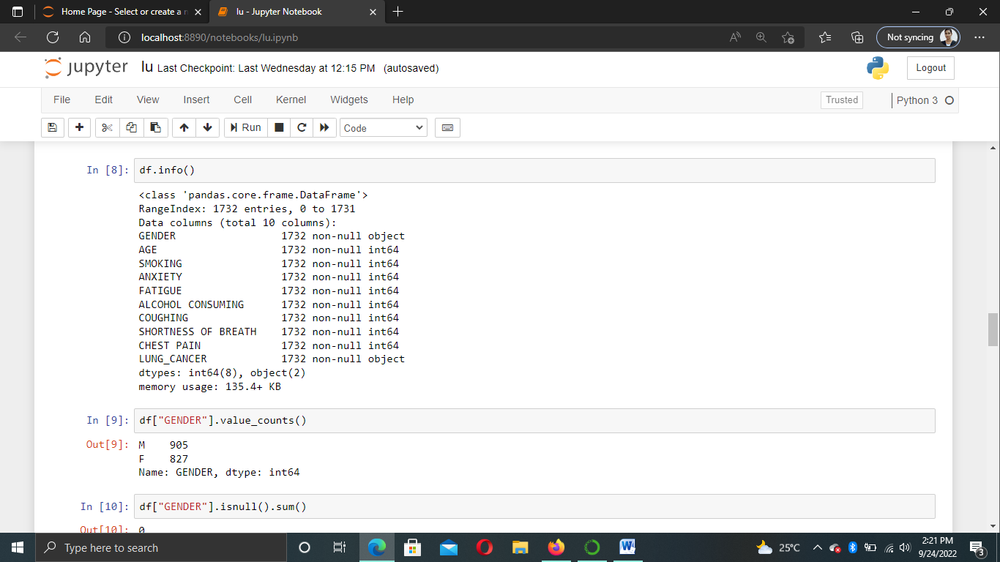 Home Page - Select or create a n
lu - Jupyter Notebook
localhost:8890/notebooks/lu.ipynb
Not syncing
jupyter lu Last Checkpoint: Last Wednesday at 12:15 PM (autosaved)
Logout
File Edit View Insert Cell Kernel Widgets Help
Trusted
Python 3
Run
Code
In [8]: df.info()
<class 'pandas.core.frame.DataFrame'>
RangeIndex: 1732 entries, 0 to 1731
Data columns (total 10 columns):
GENDER 1732 non-null object
AGE 1732 non-null int64
SMOKING 1732 non-null int64
ANXIETY 1732 non-null int64
FATIGUE 1732 non-null int64
ALCOHOL CONSUMING 1732 non-null int64
COUGHING 1732 non-null int64
SHORTNESS OF BREATH 1732 non-null int64
CHEST PAIN 1732 non-null int64
LUNG_CANCER 1732 non-null object
dtypes: int64(8), object(2)
memory usage: 135.4+ KB
In [9]: df["GENDER"].value_counts()
Out[9]: M 905
F 827
Name: GENDER, dtype: int64
In [10]: df["GENDER"].isnull().sum()
Out[10]: 0
Type here to search
25°C
2:21 PM
9/24/2022
3